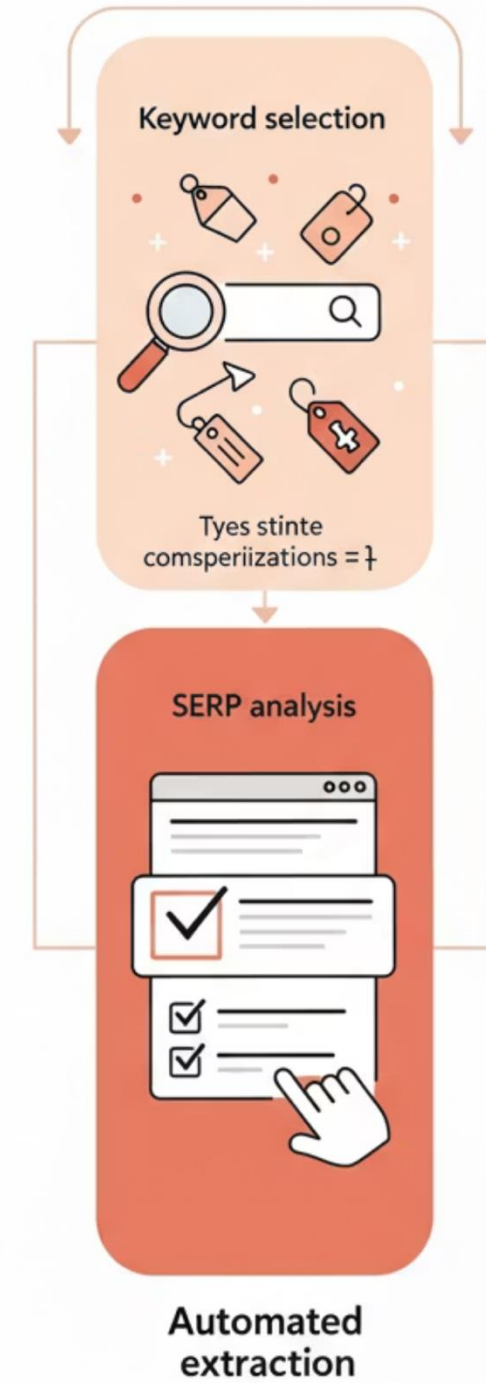 Keyword selection
Tyes stinte
comsperiizations =
SERP analysis
Automated
extraction